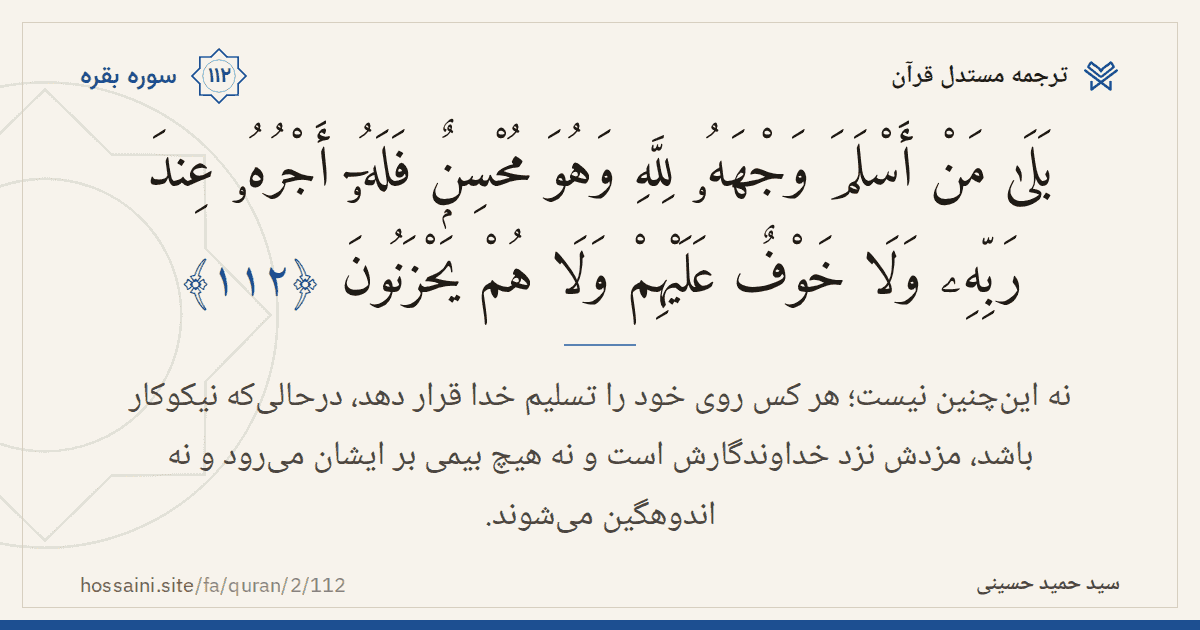 ترجمه مستدل قرآن
۱۱۲ سوره بقره
بَلَىٰ مَنْ أَسْلَمَ وَجْهَهُۥ لِلَّهِ وَهُوَ مُحْسِنٌۭ فَلَهُۥٓ أَجْرُهُۥ عِندَ
رَبِّهِۦ وَلَا خَوْفٌ عَلَيْهِمْ وَلَا هُمْ يَحْزَنُونَ ﴿١١٢﴾
نه این‌چنین نیست؛ هر کس روی خود را تسلیم خدا قرار دهد، درحالی‌که نیکوکار
باشد، مزدش نزد خداوندگارش است و نه هیچ بیمی بر ایشان می‌رود و نه
اندوهگین می‌شوند.
سید حمید حسینی
hossaini.site/fa/quran/2/112